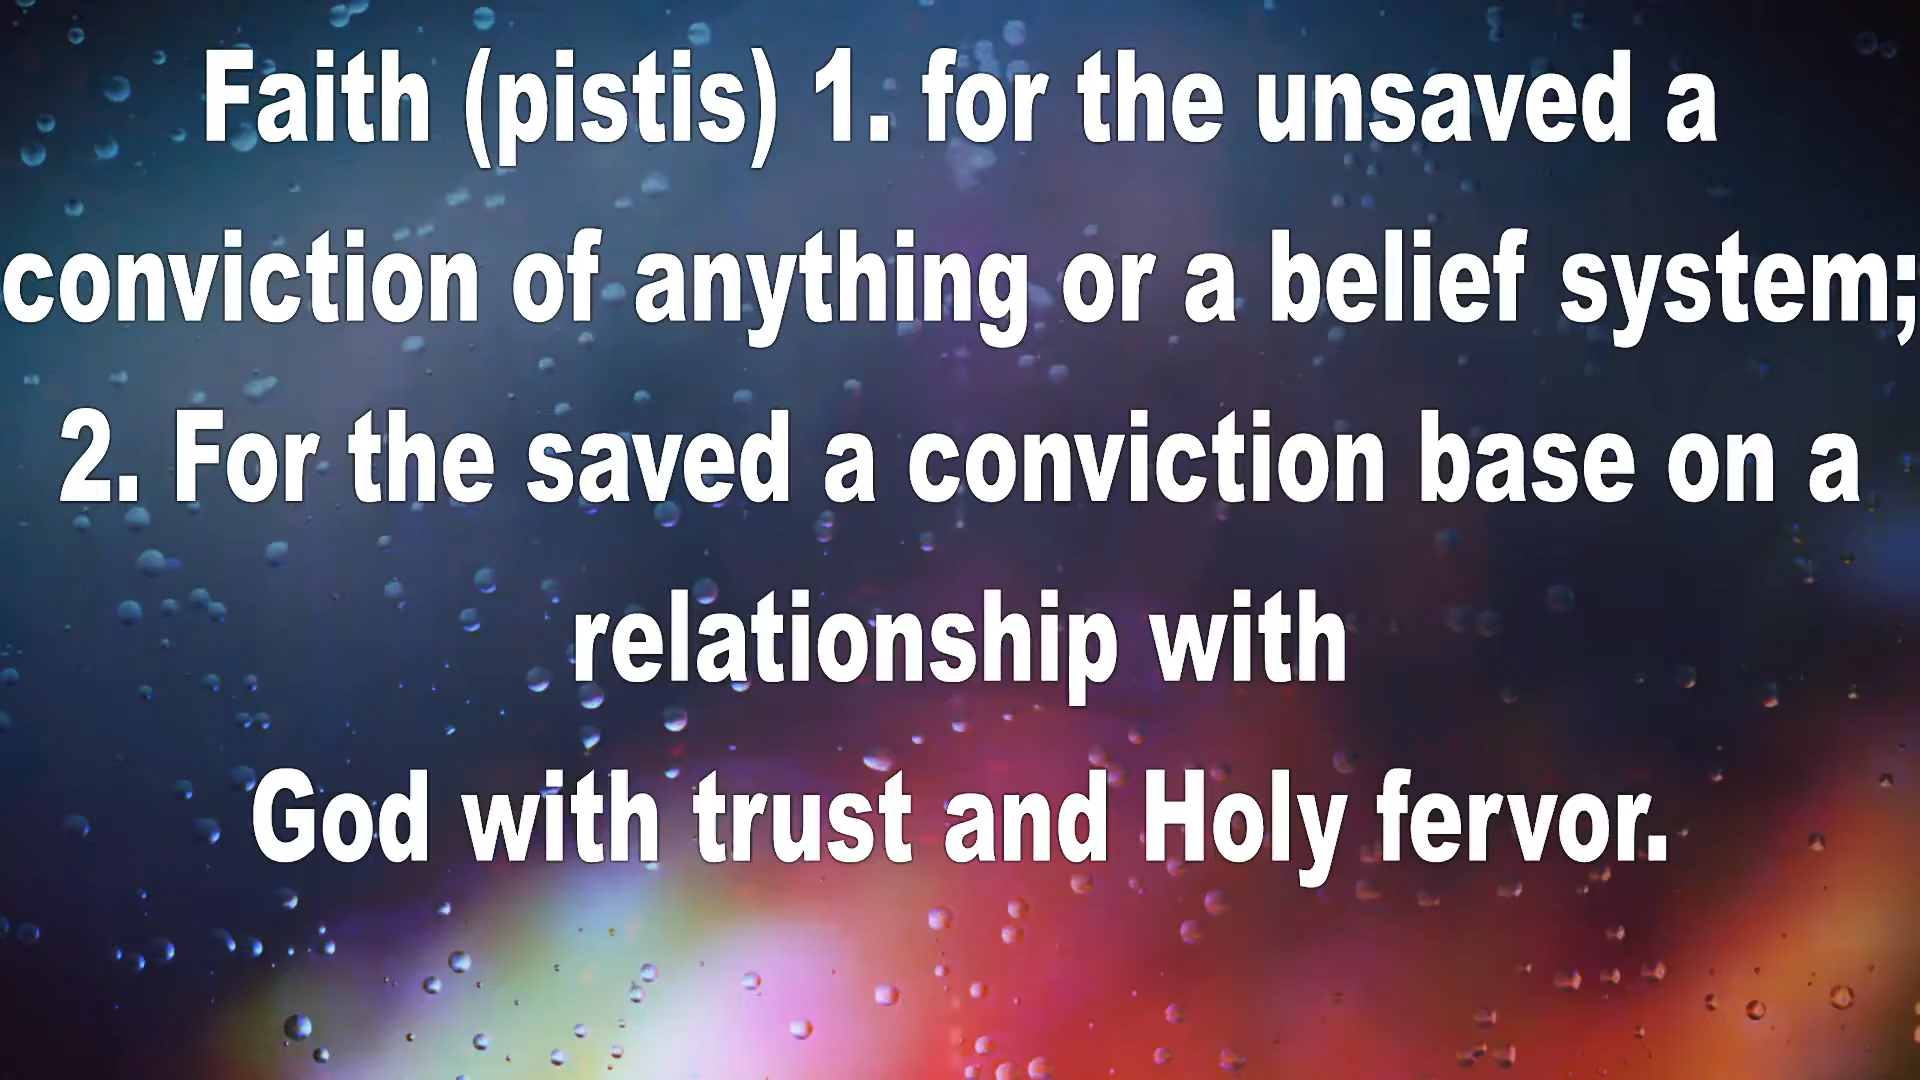 Faith (pistis) 1. for the unsaved a
conviction of anything or a belief system;
2. For the saved a conviction base on a
relationship with
God with trust and Holy fervor.